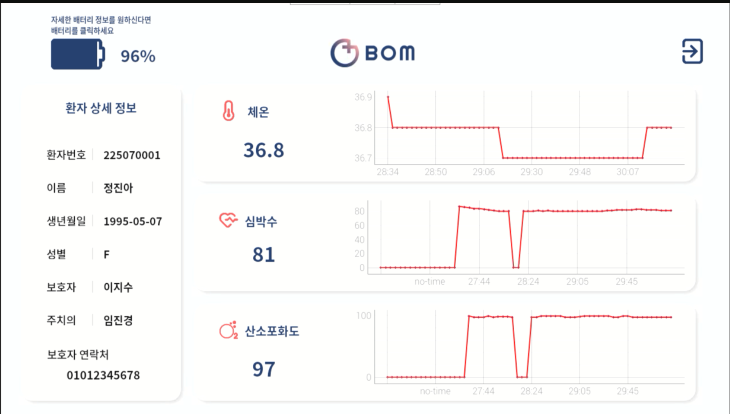 자세한 배터리 정보를 원하신다면
배터리를 클릭하세요
96%
BOM
환자 상세 정보
환자번호 225070001
이름 정진아
생년월일 1995-05-07
성별 F
보호자 이지수
주치의 임진경
보호자 연락처
01012345678
체온
36.8
36.9
36.8
36.7
28:34 28:50 29:06 29:30 29:48 30:07
심박수
81
80
60
40
20
0
no-time 27:44 28:24 29:05 29:45
산소포화도
97
100
0
no-time 27:44 28:24 29:05 29:45